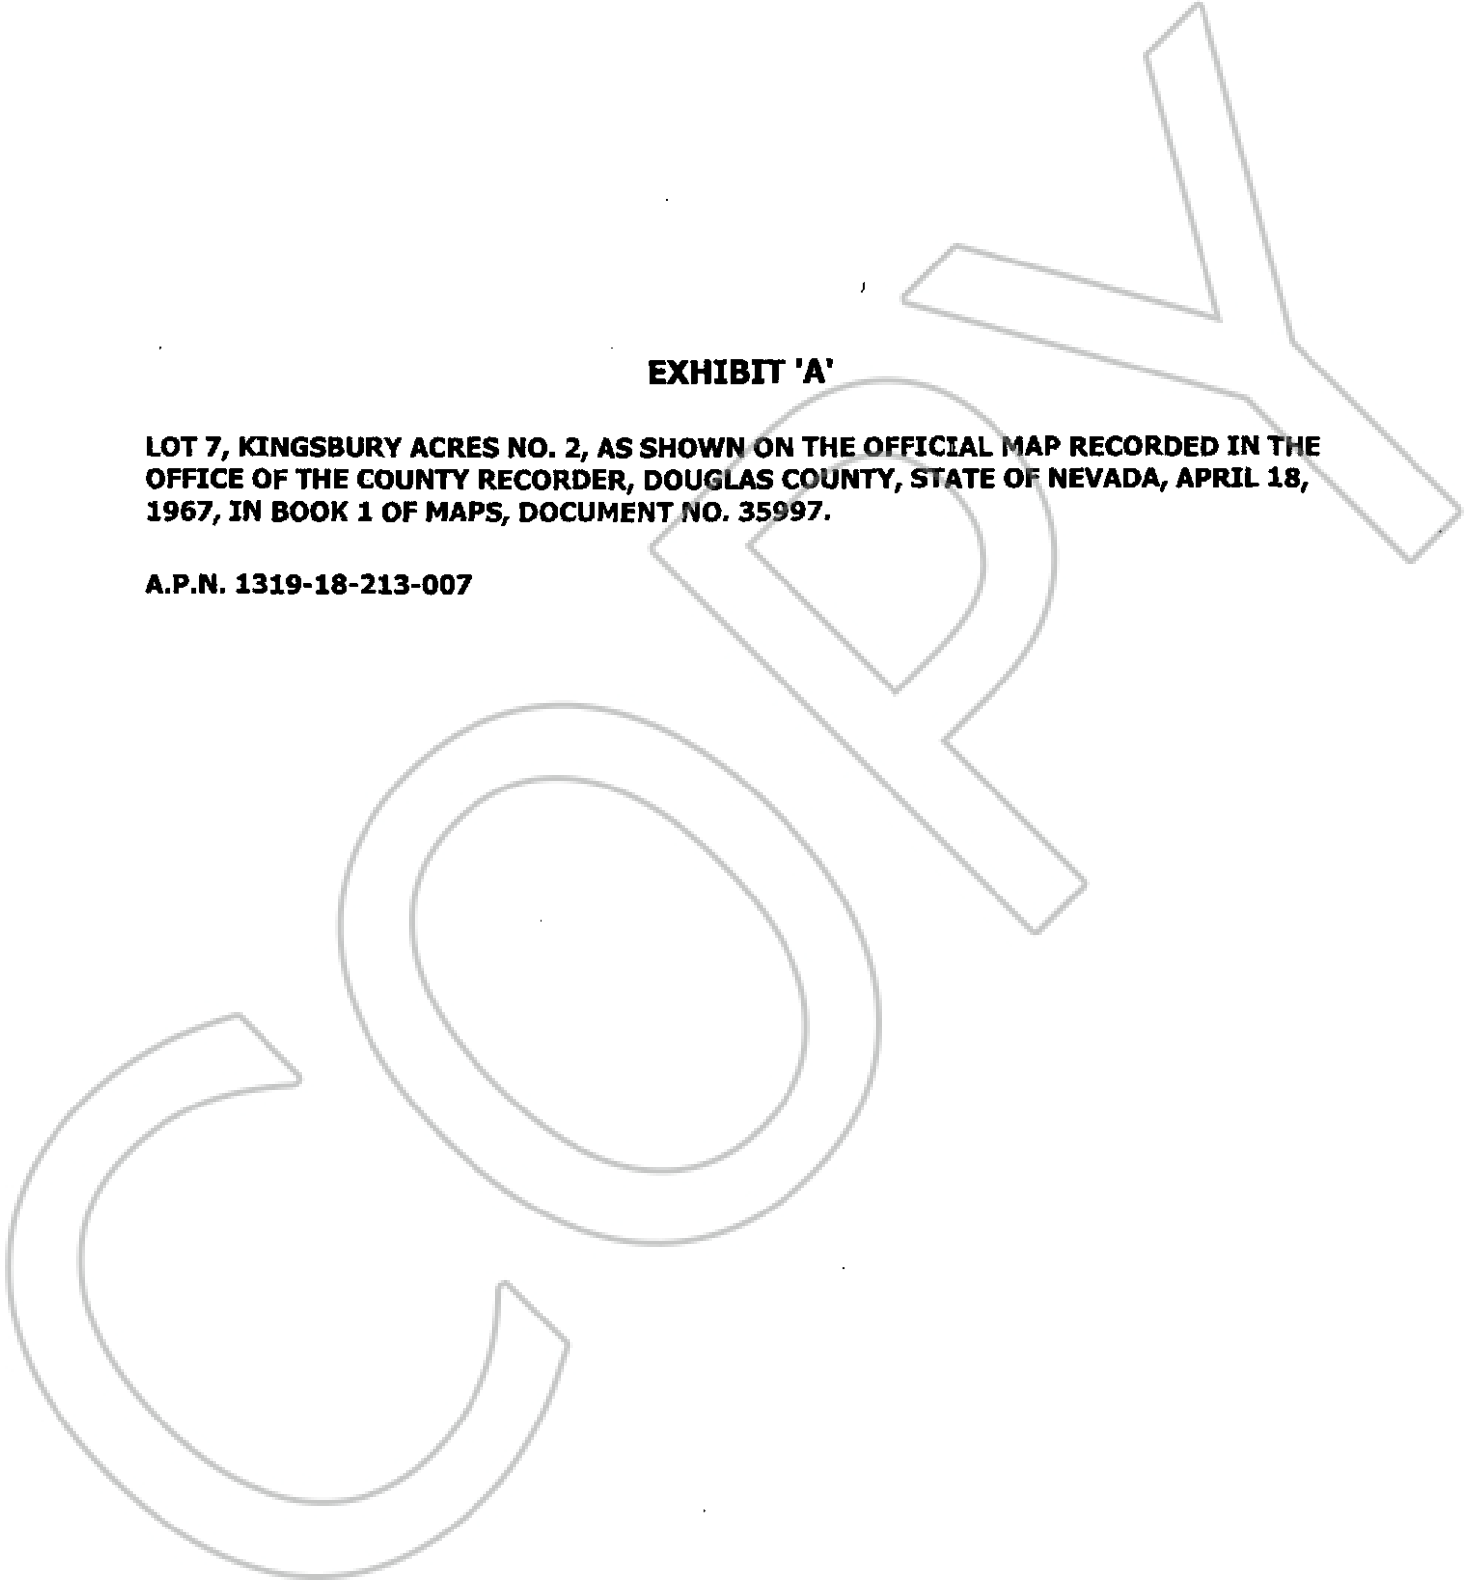 EXHIBIT 'A'
LOT 7, KINGSBURY ACRES NO. 2, AS SHOWN ON THE OFFICIAL MAP RECORDED IN THE
OFFICE OF THE COUNTY RECORDER, DOUGLAS COUNTY, STATE OF NEVADA, APRIL 18,
1967, IN BOOK 1 OF MAPS, DOCUMENT NO. 35997.
A.P.N. 1319-18-213-007
COPY